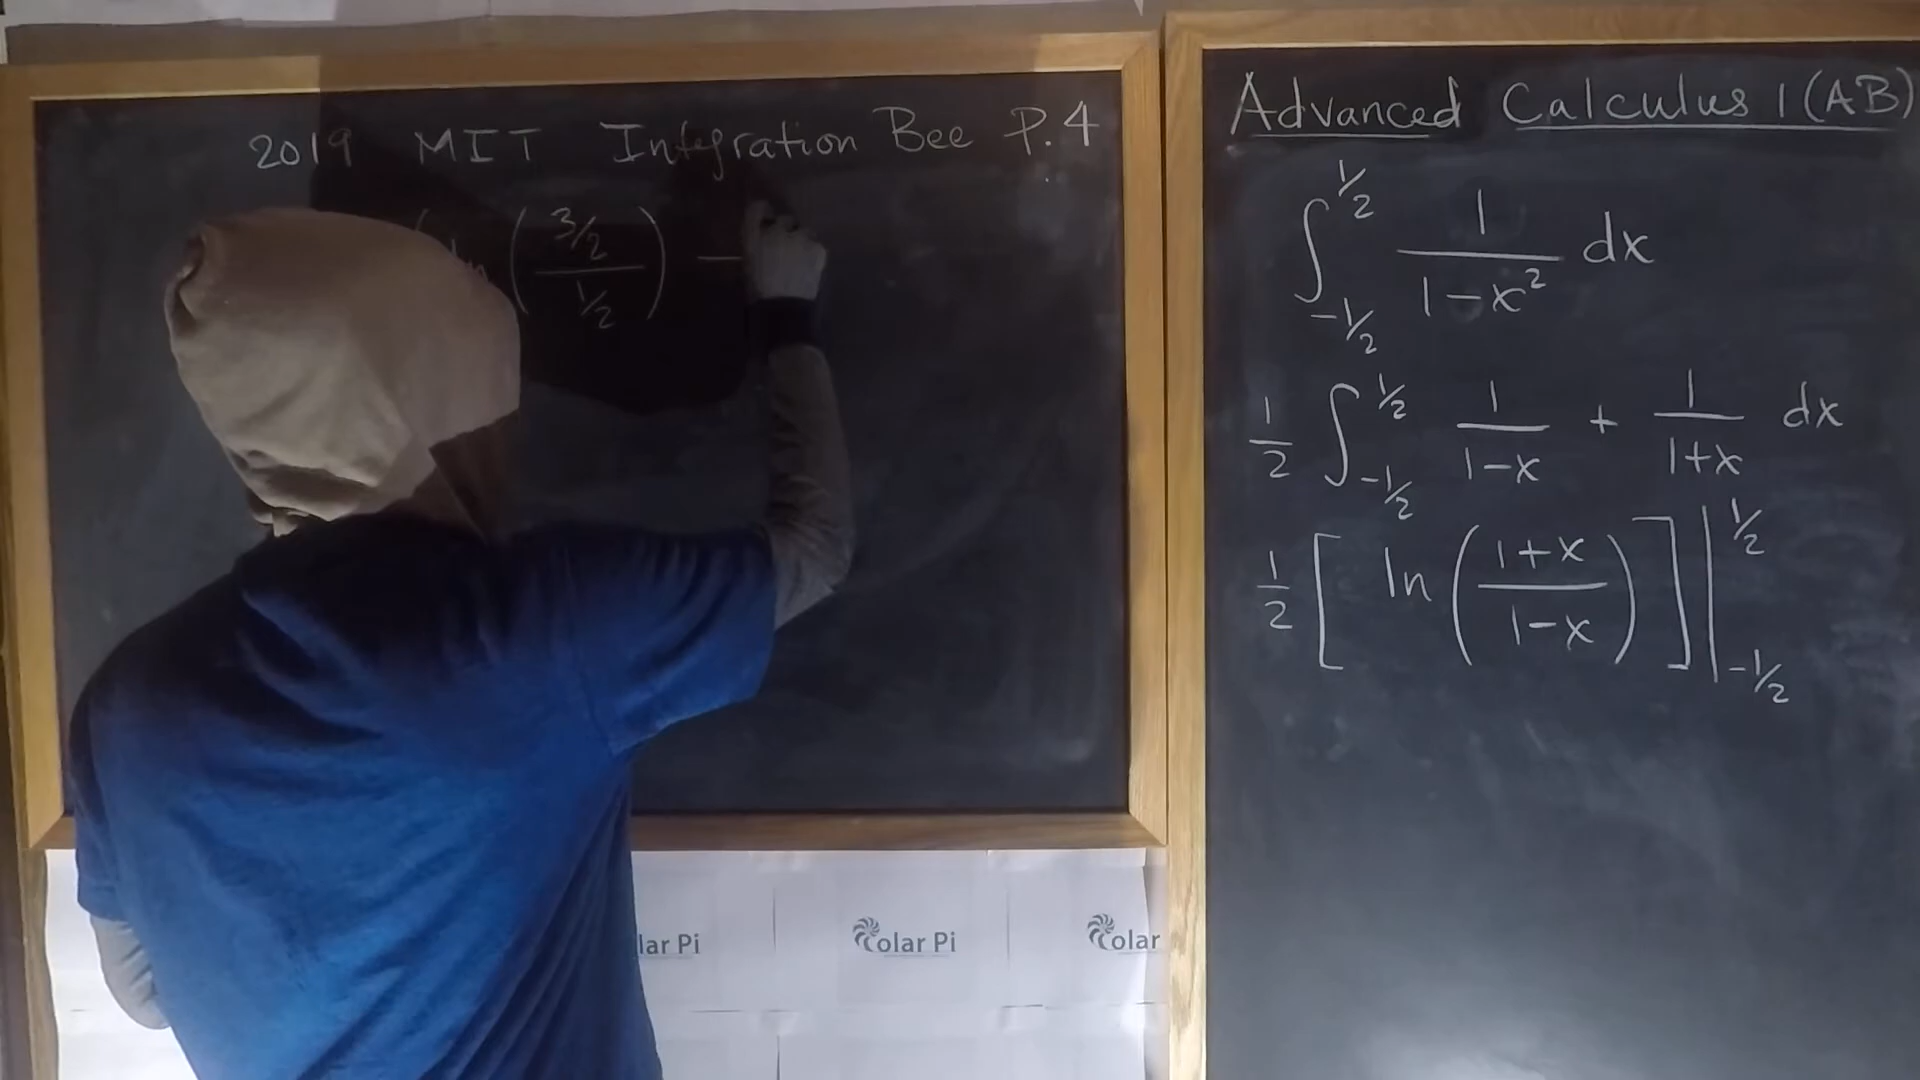 2019 MIT Integration Bee P. 4
ln ( 3/2 / 1/2 ) −
Advanced Calculus 1 (AB)
∫_{-1/2}^{1/2} 1/(1-x²) dx
1/2 ∫_{-1/2}^{1/2} 1/(1-x) + 1/(1+x) dx
1/2 [ ln ( (1+x)/(1-x) ) ] |_{-1/2}^{1/2}
lar Pi
olar Pi
olar